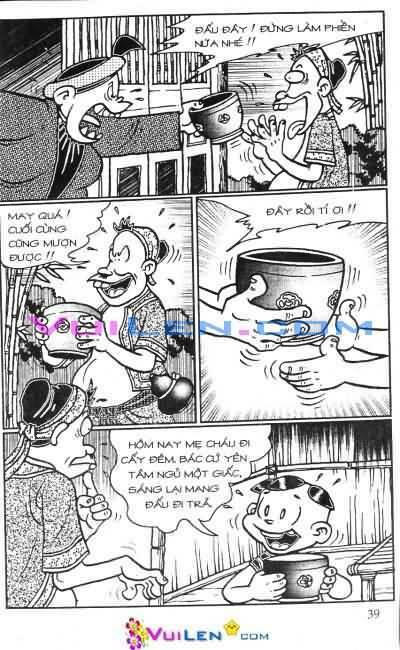 ĐẤU ĐÂY! ĐỪNG LÀM PHIỀN
NỮA NHÉ!!
MAY QUÁ!
CUỐI CÙNG
CŨNG MƯỢN
ĐƯỢC!!
ĐÂY RỒI TÍ ƠI!!
VUILEN.COM
HÔM NAY MẸ CHÁU ĐI
CẤY ĐÊM. BÁC CỨ YÊN
TÂM NGỦ MỘT GIẤC,
SÁNG LẠI MANG
ĐẤU ĐI TRẢ.
39
VUILEN.COM